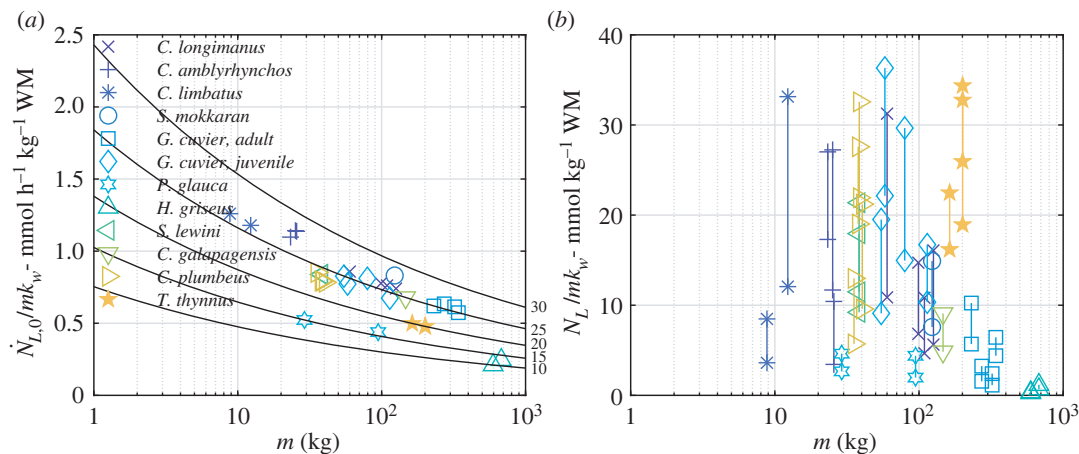 (a)
2.5
2.0
1.5
1.0
0.5
0
1
10
10²
10³
m (kg)
Ṅ_{L,0}/mk_w- mmol h⁻¹ kg⁻¹ WM
C. longimanus
C. amblyrhynchos
C. limbatus
S. mokkaran
G. cuvier, adult
G. cuvier, juvenile
P. glauca
H. griseus
S. lewini
C. galapagensis
C. plumbeus
T. thynnus
30
25
20
15
10
(b)
40
30
20
10
0
1
10
10²
10³
m (kg)
N_L/mk_w- mmol kg⁻¹ WM